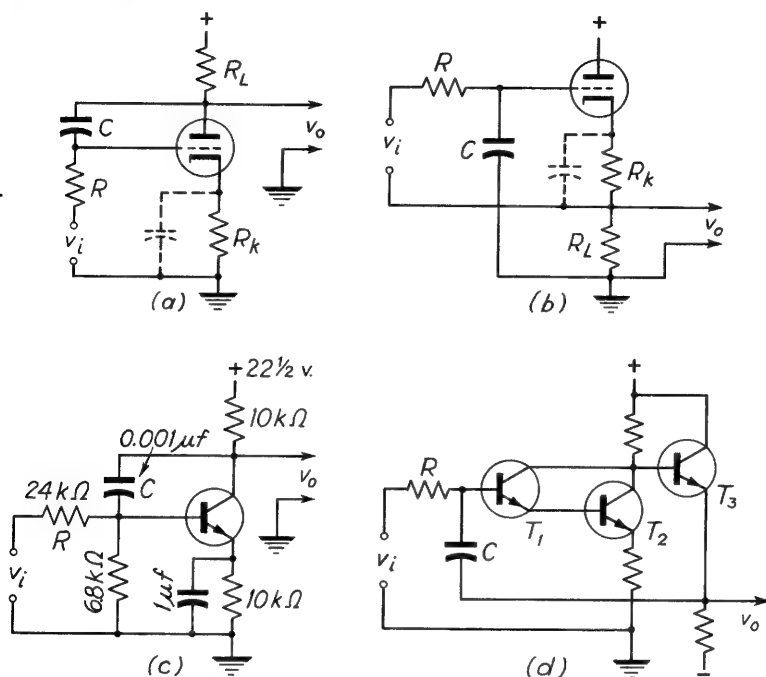 +
R_L
C
v_o
R
v_i
R_k
(a)
+
R
v_i
C
R_k
v_o
R_L
(b)
+ 22½ v.
10kΩ
0.001μf
C
v_o
24kΩ
R
v_i
6.8kΩ
1μf
10kΩ
(c)
+
R
T_1
T_2
T_3
v_i
C
v_o
−
(d)